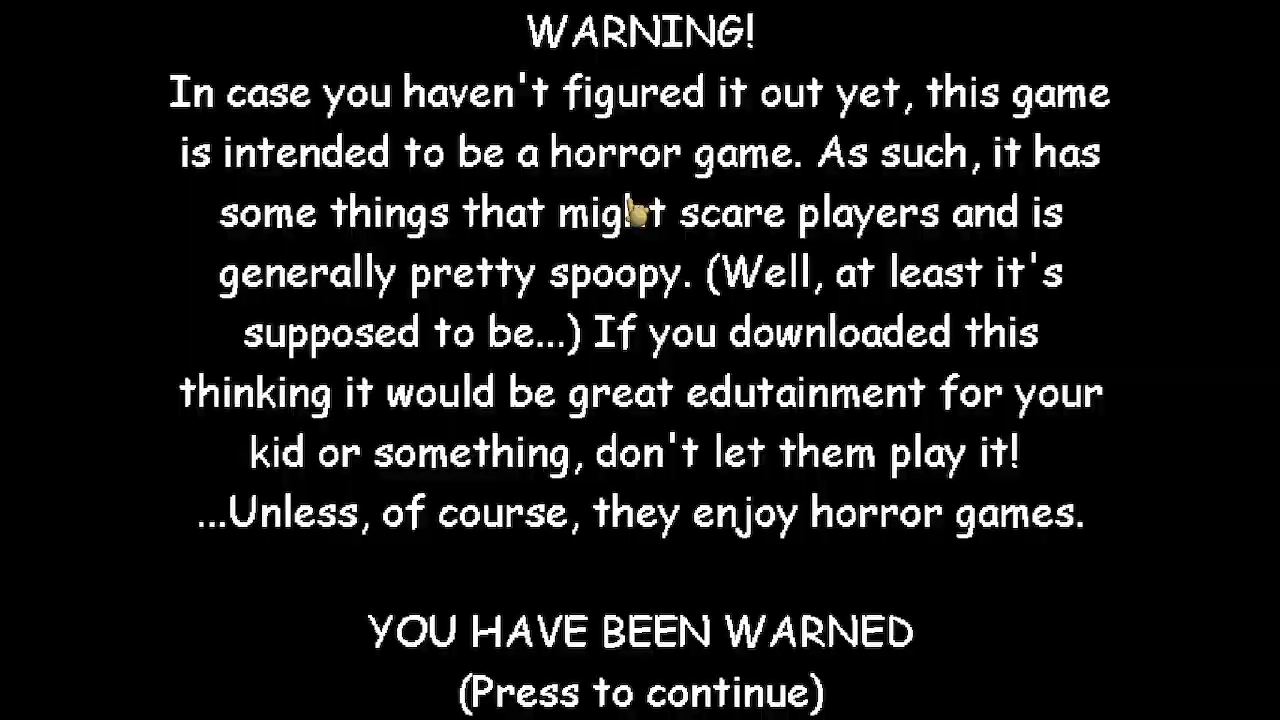 WARNING!
In case you haven't figured it out yet, this game
is intended to be a horror game. As such, it has
some things that might scare players and is
generally pretty spoopy. (Well, at least it's
supposed to be...) If you downloaded this
thinking it would be great edutainment for your
kid or something, don't let them play it!
...Unless, of course, they enjoy horror games.
YOU HAVE BEEN WARNED
(Press to continue)